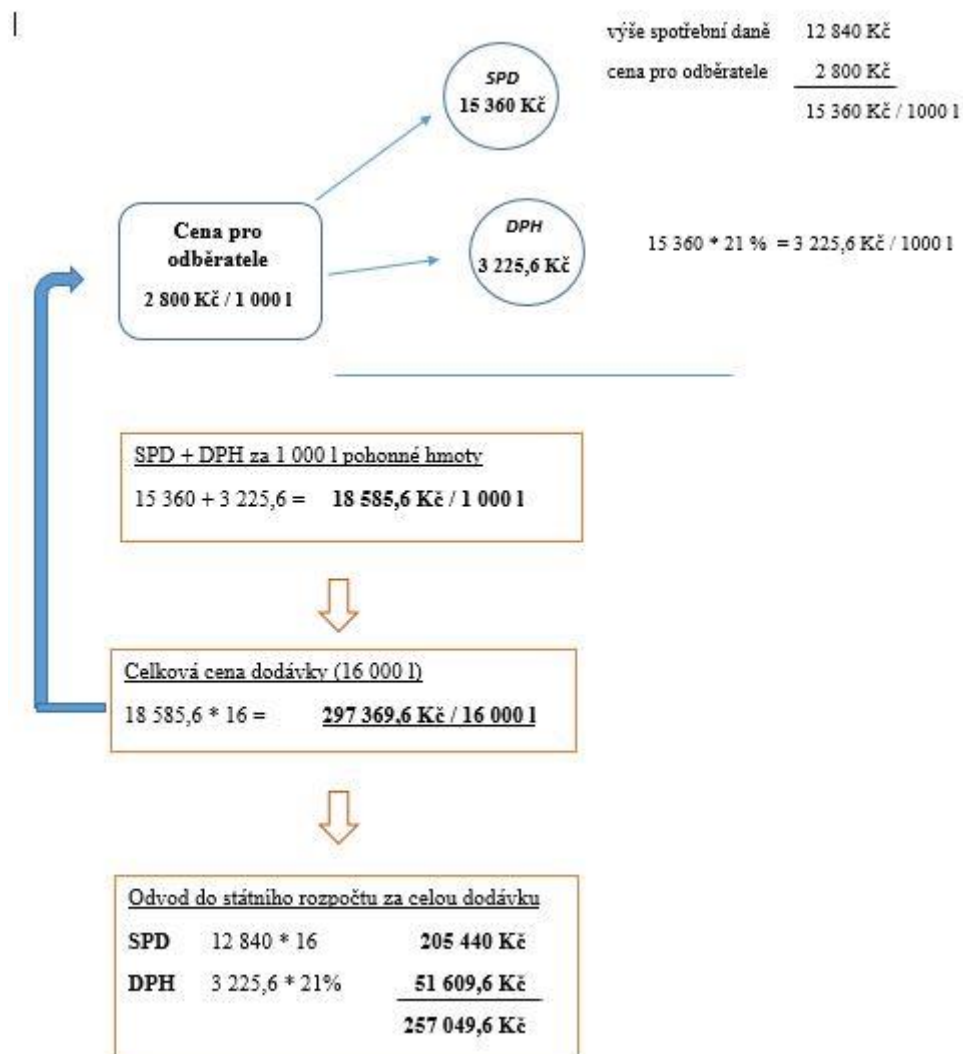 výše spotřební daně 12 840 Kč
cena pro odběratele 2 800 Kč
15 360 Kč / 1000 l
SPD
15 360 Kč
Cena pro
odběratele
2 800 Kč / 1 000 l
DPH
3 225,6 Kč
15 360 * 21 % = 3 225,6 Kč / 1000 l
SPD + DPH za 1 000 l pohonné hmoty
15 360 + 3 225,6 = 18 585,6 Kč / 1 000 l
Celková cena dodávky (16 000 l)
18 585,6 * 16 = 297 369,6 Kč / 16 000 l
Odvod do státního rozpočtu za celou dodávku
SPD 12 840 * 16 205 440 Kč
DPH 3 225,6 * 21% 51 609,6 Kč
257 049,6 Kč